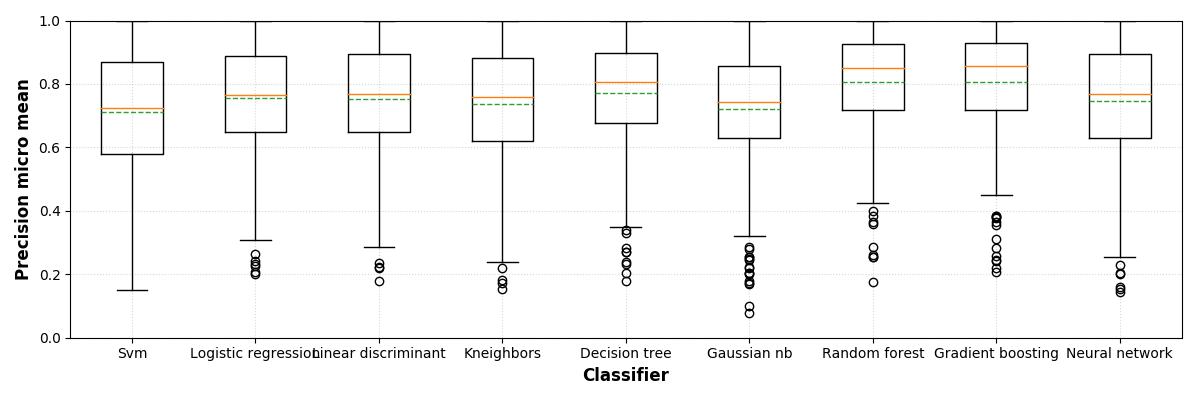 Precision micro mean
1.0
0.8
0.6
0.4
0.2
0.0
Svm Logistic regression Linear discriminant Kneighbors Decision tree Gaussian nb Random forest Gradient boosting Neural network
Classifier